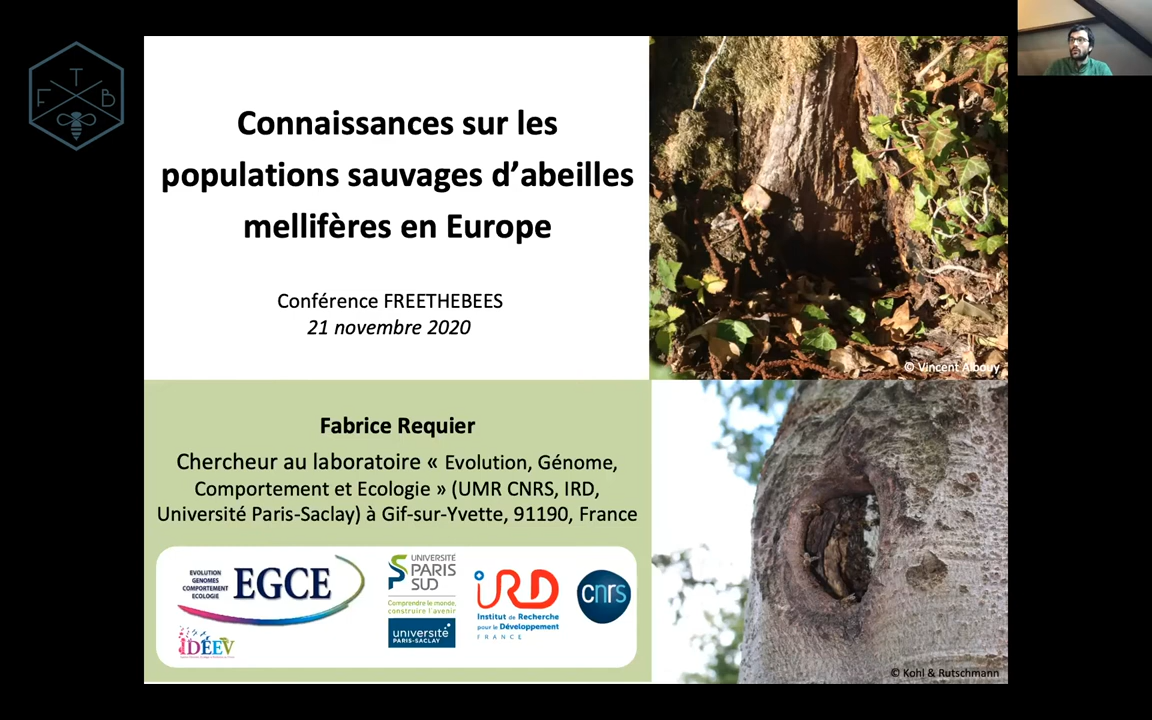 F T B
Connaissances sur les
populations sauvages d’abeilles
mellifères en Europe
Conférence FREETHEBEES
21 novembre 2020
© Vincent Albouy
Fabrice Requier
Chercheur au laboratoire « Evolution, Génome,
Comportement et Ecologie » (UMR CNRS, IRD,
Université Paris-Saclay) à Gif-sur-Yvette, 91190, France
EVOLUTION
GENOMES
COMPORTEMENT
ECOLOGIE
EGCE
IDEEV
UNIVERSITÉ
PARIS
SUD
Comprendre le monde,
construire l'avenir
université
PARIS-SACLAY
IRD
Institut de Recherche
pour le Développement
FRANCE
cnrs
© Kohl & Rutschmann